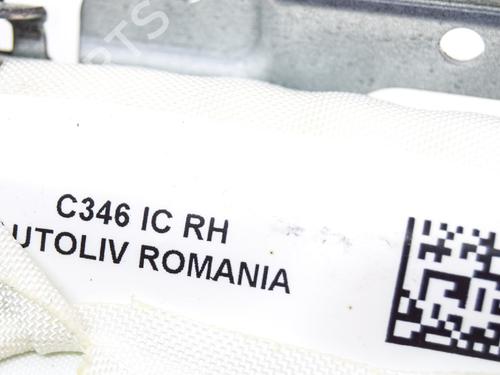 C346 IC RH
UTOLIV ROMANIA